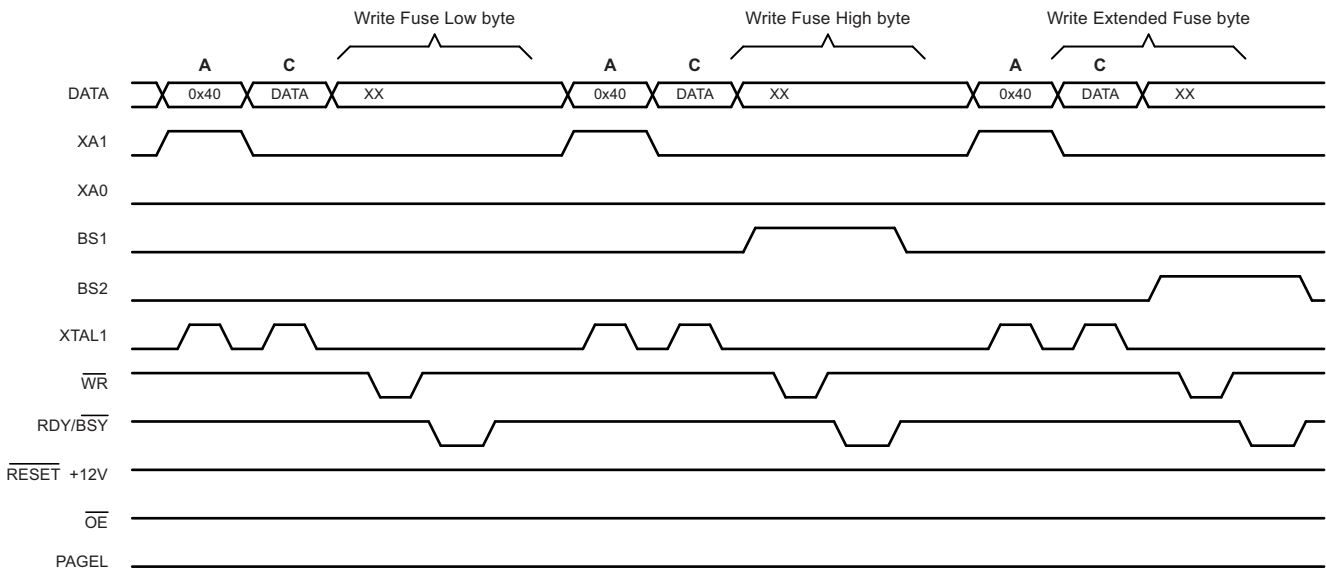 Write Fuse Low byte Write Fuse High byte Write Extended Fuse byte
A C A C A C
DATA 0x40 DATA XX 0x40 DATA XX 0x40 DATA XX
XA1
XA0
BS1
BS2
XTAL1
WR
RDY/BSY
RESET +12V
OE
PAGEL